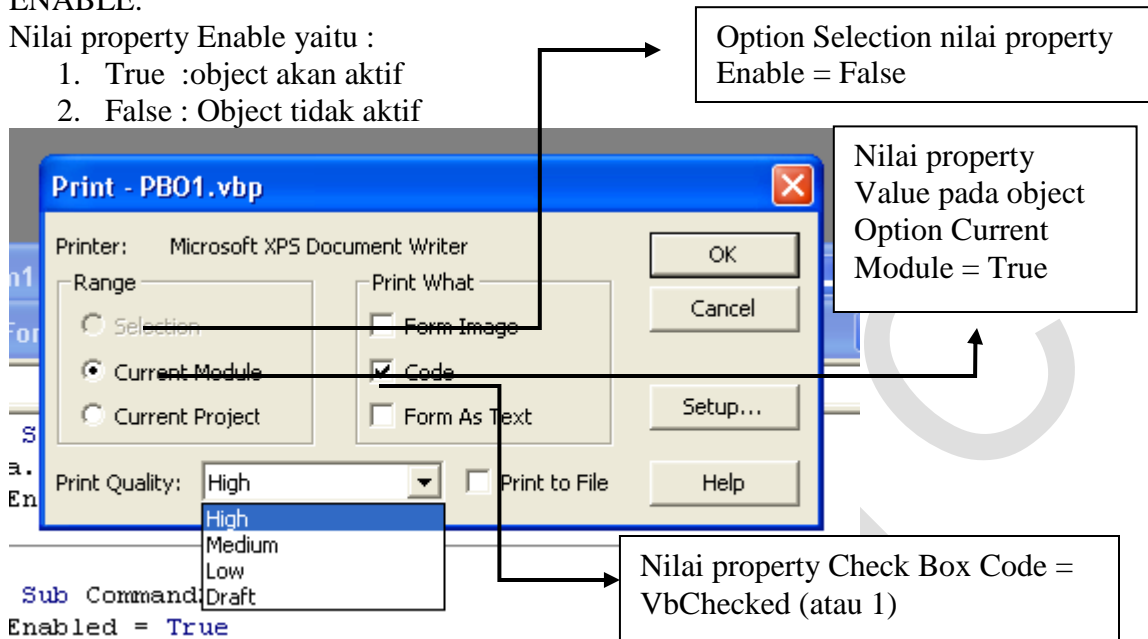 ENABLE.
Nilai property Enable yaitu :
1. True :object akan aktif
2. False : Object tidak aktif
Option Selection nilai property
Enable = False
Nilai property
Value pada object
Option Current
Module = True
Print - PBO1.vbp
Printer: Microsoft XPS Document Writer
OK
Cancel
Range
Selection
Current Module
Current Project
Print What
Form Image
Code
Form As Text
Setup...
Print Quality: High
Print to File
Help
High
Medium
Low
Draft
Nilai property Check Box Code =
VbChecked (atau 1)
m1
For
S
a.
En
Sub Command
Enabled = True